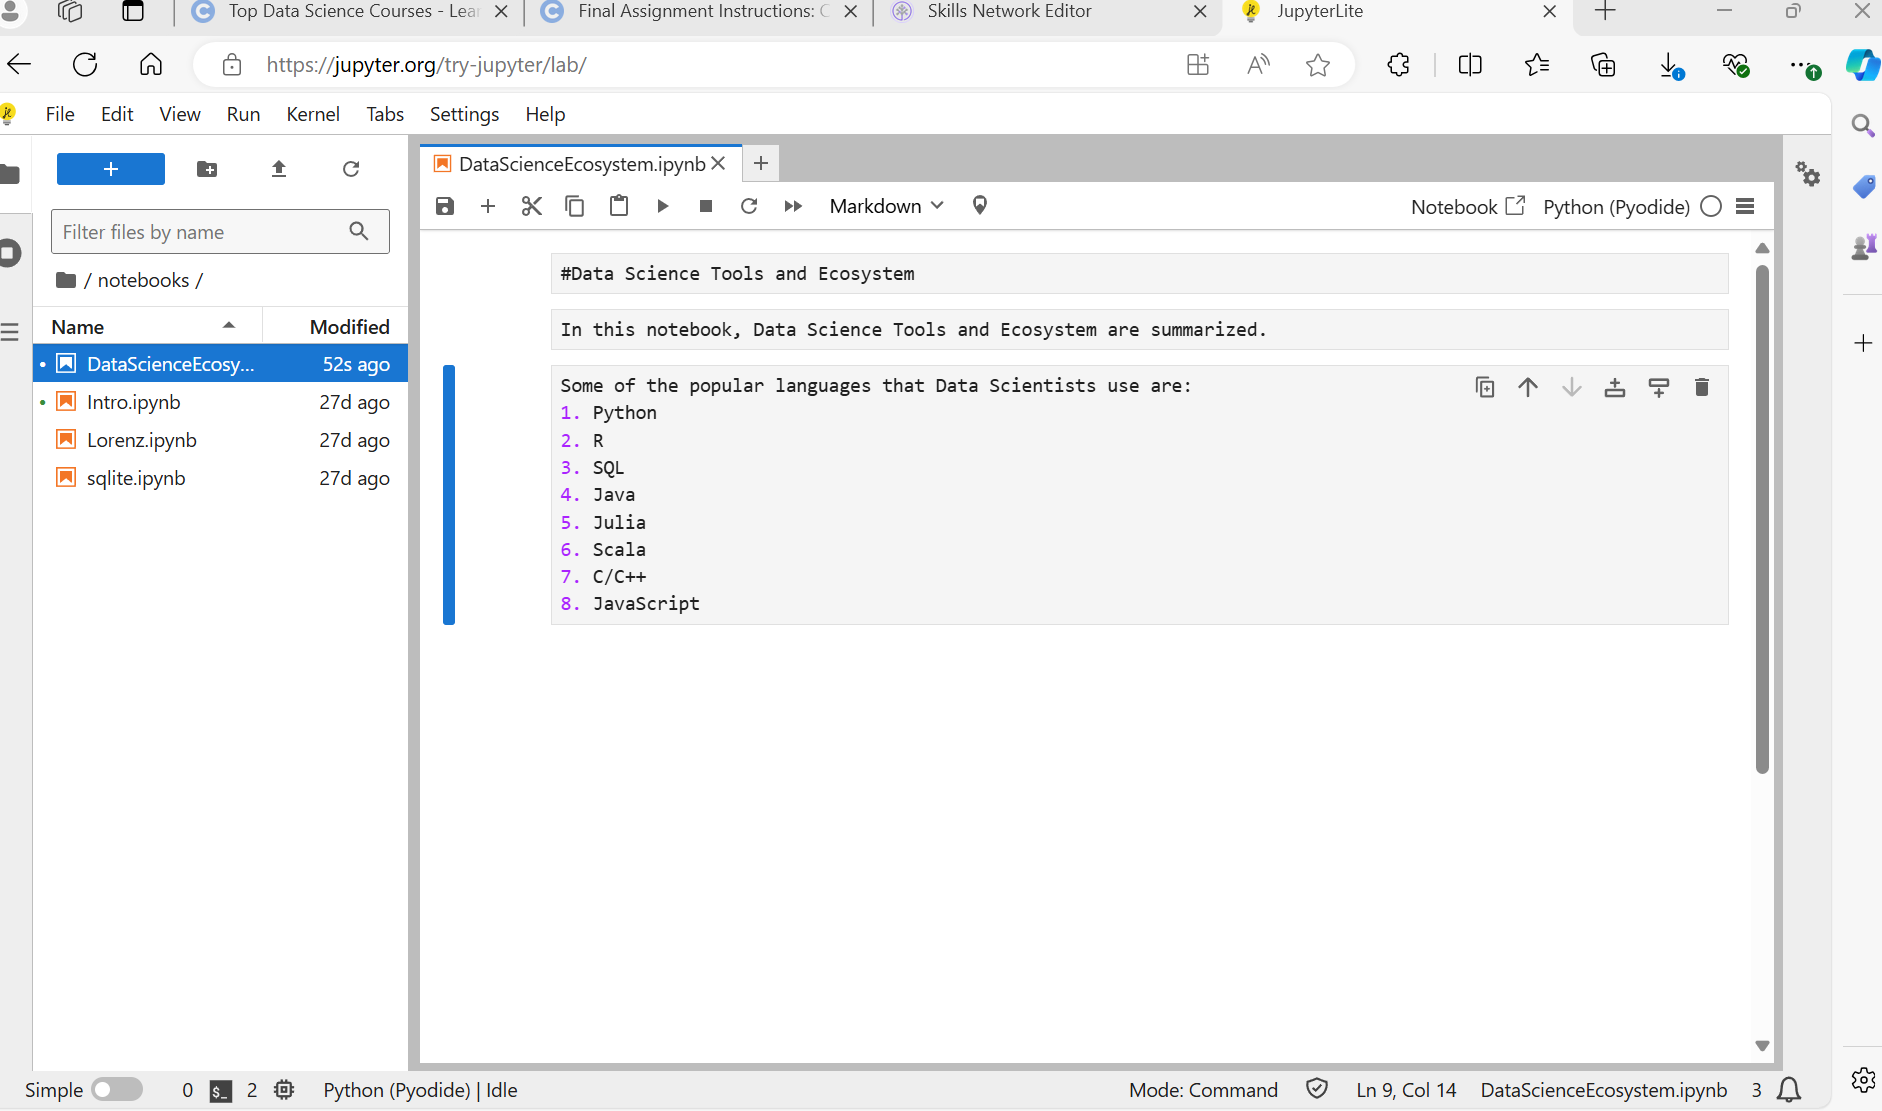 Top Data Science Courses - Lear
Final Assignment Instructions: C
Skills Network Editor
JupyterLite
https://jupyter.org/try-jupyter/lab/
File Edit View Run Kernel Tabs Settings Help
DataScienceEcosystem.ipynb
Filter files by name
Markdown
Notebook
Python (Pyodide)
/ notebooks /
Name Modified
DataScienceEcosy... 52s ago
Intro.ipynb 27d ago
Lorenz.ipynb 27d ago
sqlite.ipynb 27d ago
#Data Science Tools and Ecosystem
In this notebook, Data Science Tools and Ecosystem are summarized.
Some of the popular languages that Data Scientists use are:
1. Python
2. R
3. SQL
4. Java
5. Julia
6. Scala
7. C/C++
8. JavaScript
Simple 0 $_ 2 Python (Pyodide) | Idle Mode: Command Ln 9, Col 14 DataScienceEcosystem.ipynb 3